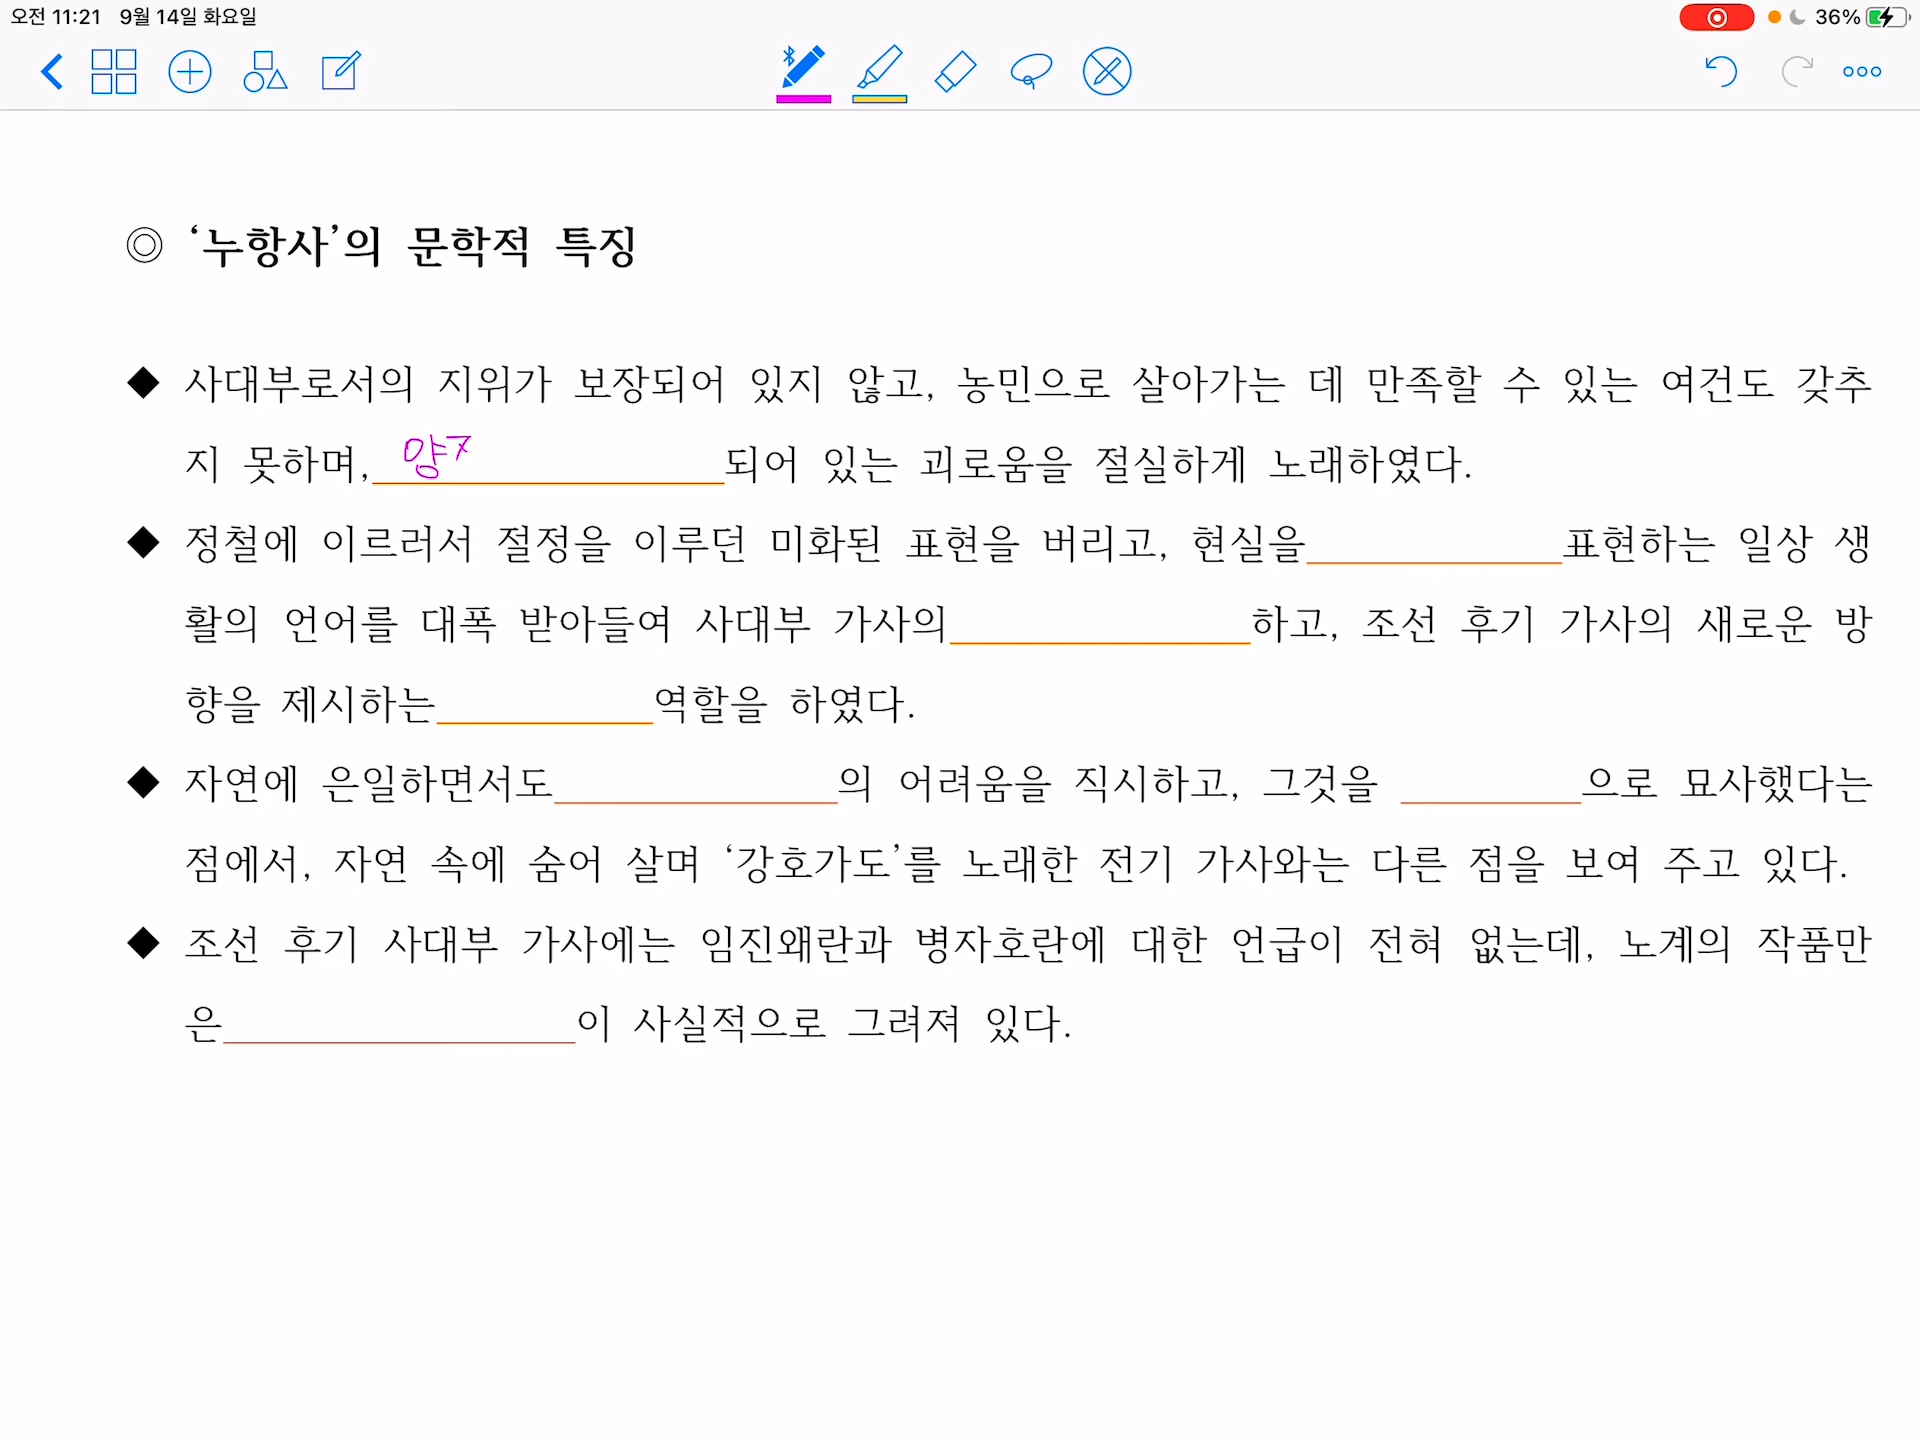 오전 11:21 9월 14일 화요일 36%
◎ ‘누항사’의 문학적 특징
◆ 사대부로서의 지위가 보장되어 있지 않고, 농민으로 살아가는 데 만족할 수 있는 여건도 갖추
지 못하며, 양ㅈ 되어 있는 괴로움을 절실하게 노래하였다.
◆ 정철에 이르러서 절정을 이루던 미화된 표현을 버리고, 현실을 표현하는 일상 생
활의 언어를 대폭 받아들여 사대부 가사의 하고, 조선 후기 가사의 새로운 방
향을 제시하는 역할을 하였다.
◆ 자연에 은일하면서도 의 어려움을 직시하고, 그것을 으로 묘사했다는
점에서, 자연 속에 숨어 살며 ‘강호가도’를 노래한 전기 가사와는 다른 점을 보여 주고 있다.
◆ 조선 후기 사대부 가사에는 임진왜란과 병자호란에 대한 언급이 전혀 없는데, 노계의 작품만
은 이 사실적으로 그려져 있다.